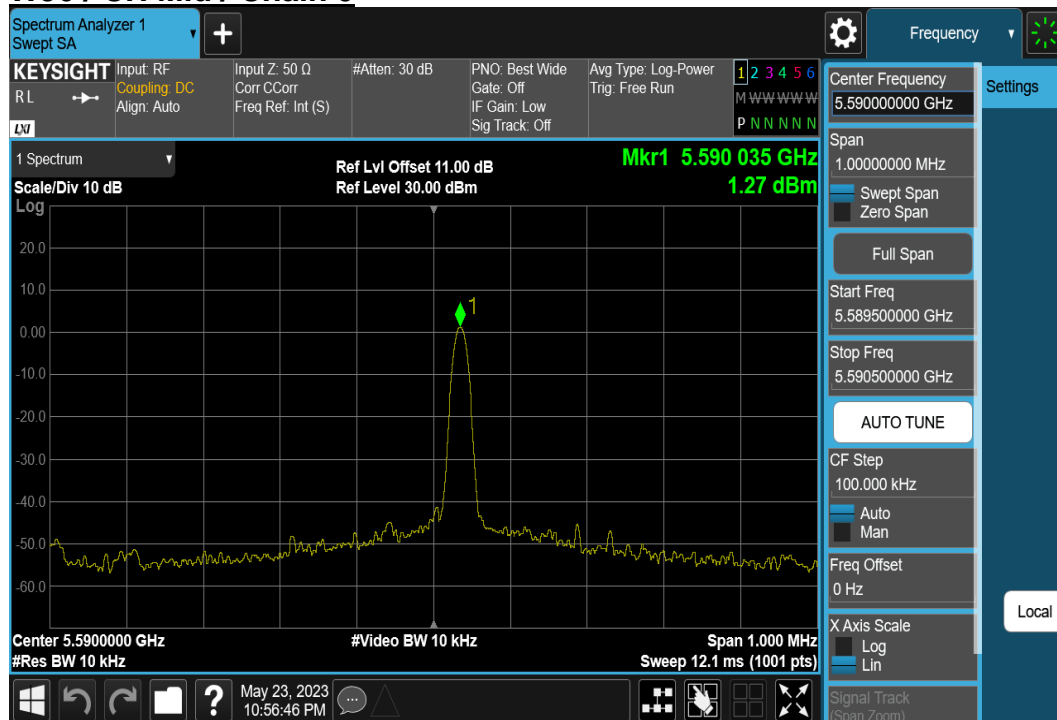 Spectrum Analyzer 1
Swept SA
▼
+
Frequency
▼
KEYSIGHT
RL
LXI
Input: RF
Coupling: DC
Align: Auto
Input Z: 50 Ω
Corr CCorr
Freq Ref: Int (S)
#Atten: 30 dB
PNO: Best Wide
Gate: Off
IF Gain: Low
Sig Track: Off
Avg Type: Log-Power
Trig: Free Run
1 2 3 4 5 6
M W W W W W
P N N N N N
1 Spectrum
▼
Scale/Div 10 dB
Log
Ref Lvl Offset 11.00 dB
Ref Level 30.00 dBm
Mkr1 5.590 035 GHz
1.27 dBm
20.0
10.0
0.00
-10.0
-20.0
-30.0
-40.0
-50.0
-60.0
1
Center 5.5900000 GHz
#Res BW 10 kHz
#Video BW 10 kHz
Span 1.000 MHz
Sweep 12.1 ms (1001 pts)
May 23, 2023
10:56:46 PM
?
Center Frequency
5.590000000 GHz
Span
1.00000000 MHz
Swept Span
Zero Span
Full Span
Start Freq
5.589500000 GHz
Stop Freq
5.590500000 GHz
AUTO TUNE
CF Step
100.000 kHz
Auto
Man
Freq Offset
0 Hz
X Axis Scale
Log
Lin
Signal Track
(Span Zoom)
Settings
Local